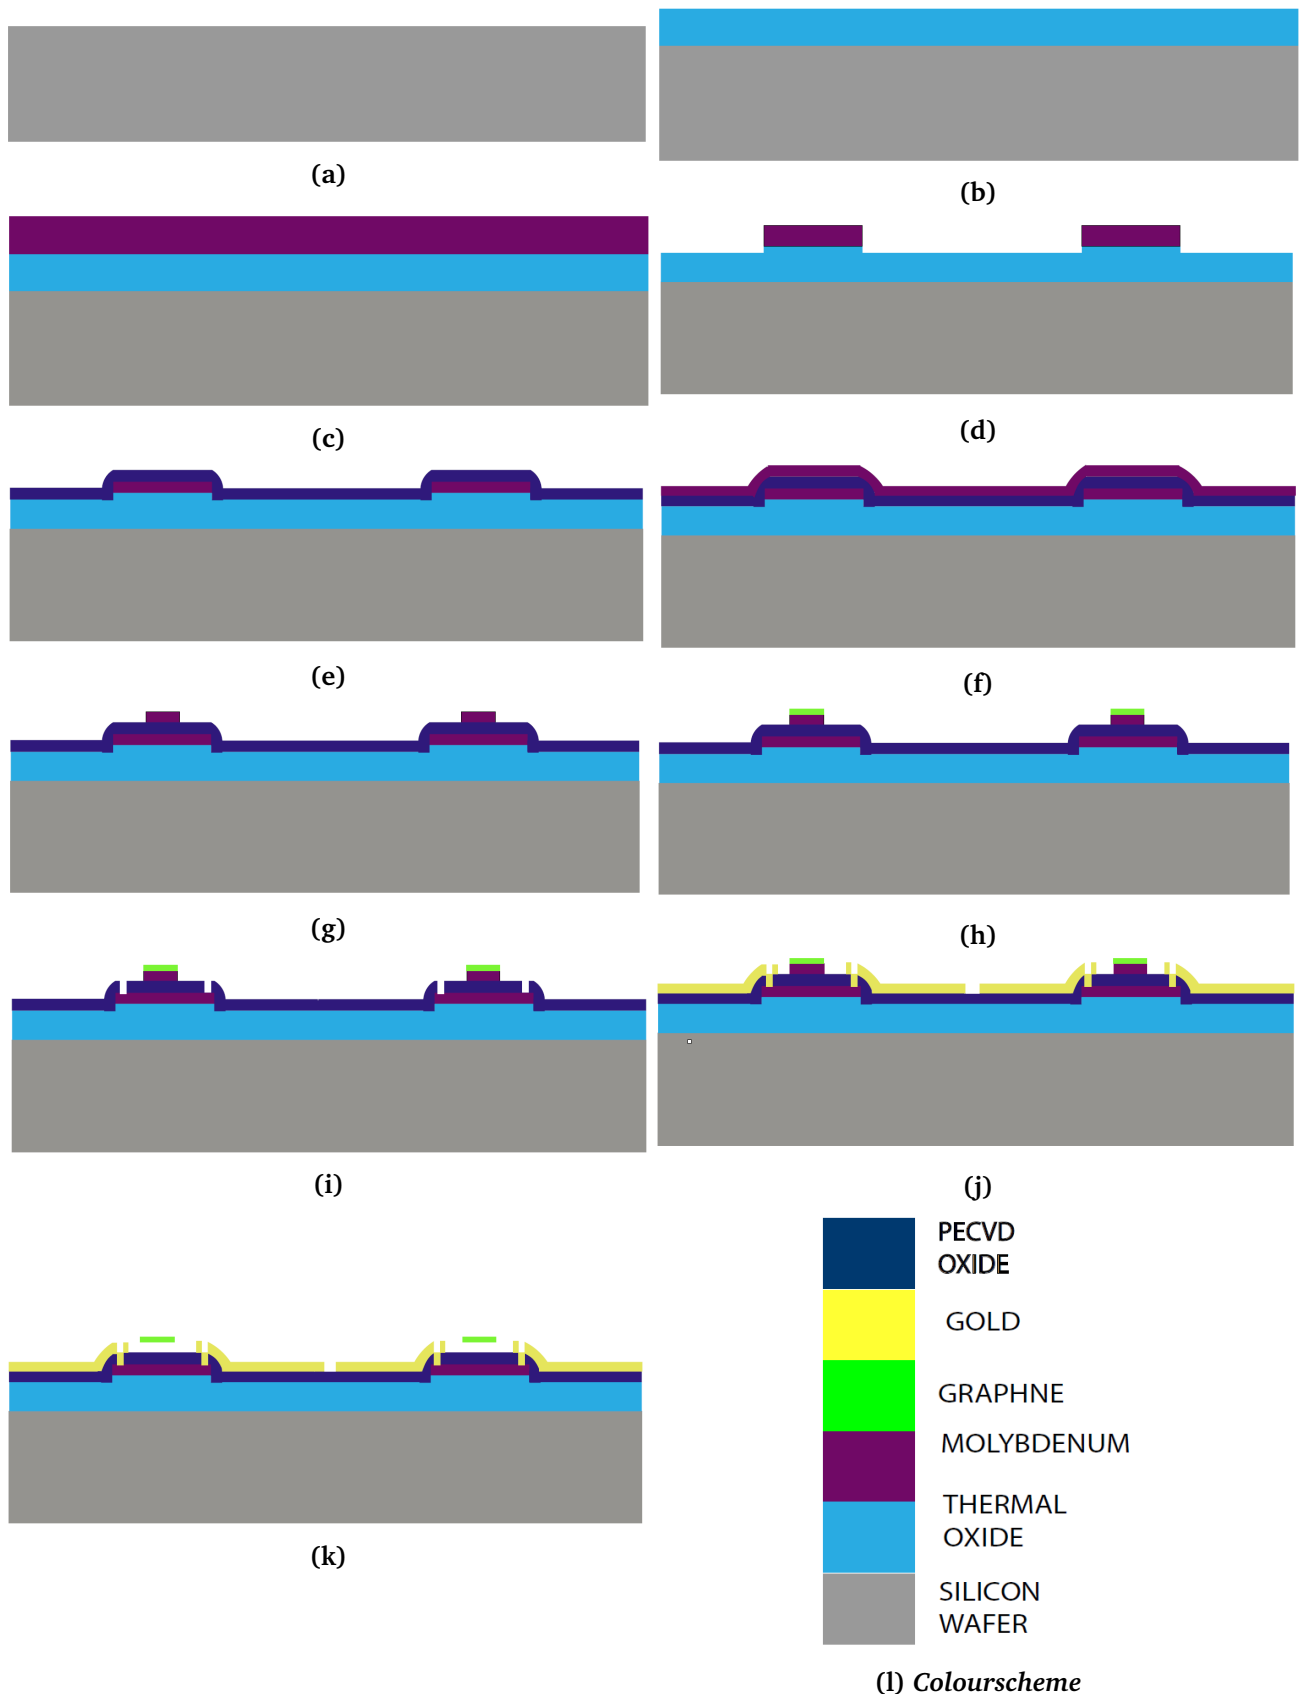 (a)
(b)
(c)
(d)
(e)
(f)
(g)
(h)
(i)
(j)
(k)
PECVD
OXIDE
GOLD
GRAPHNE
MOLYBDENUM
THERMAL
OXIDE
SILICON
WAFER
(l) Colourscheme